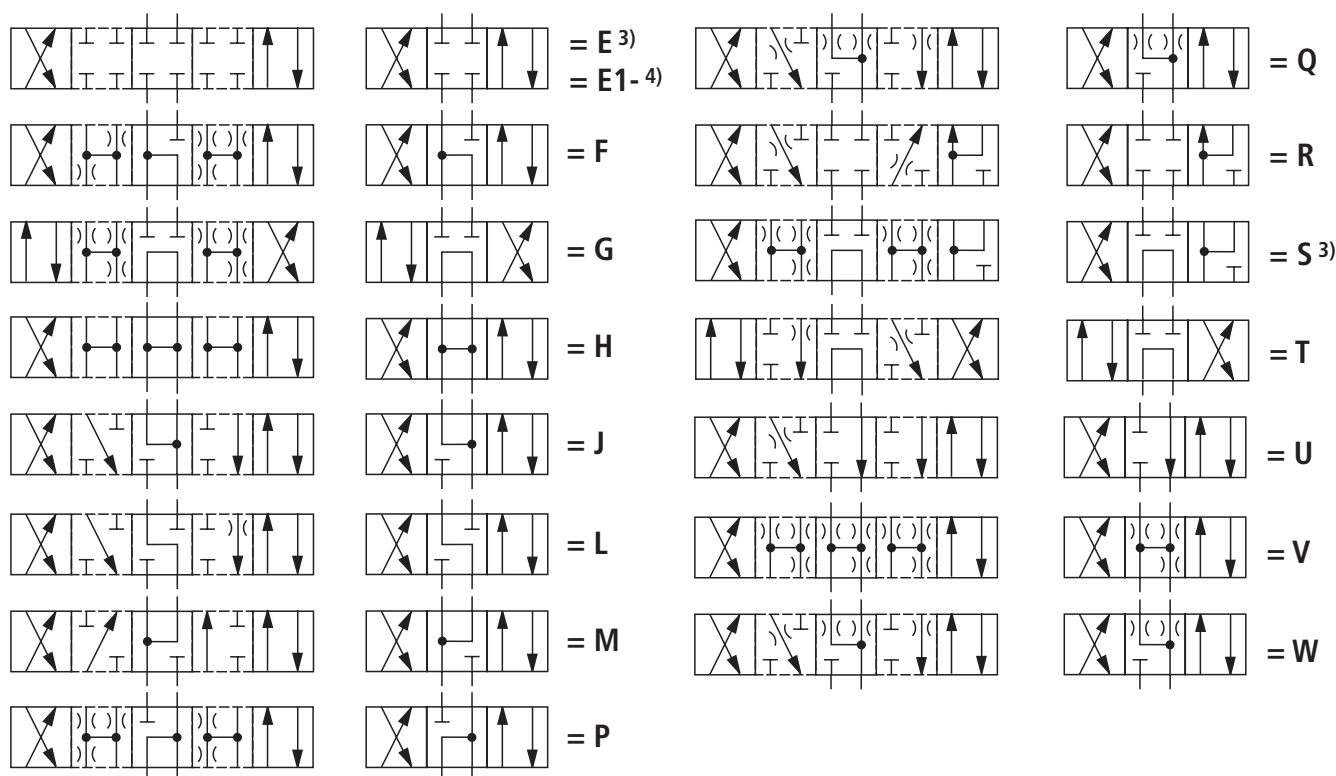 = E 3)
= E1- 4)
= F
= G
= H
= J
= L
= M
= P
= Q
= R
= S 3)
= T
= U
= V
= W